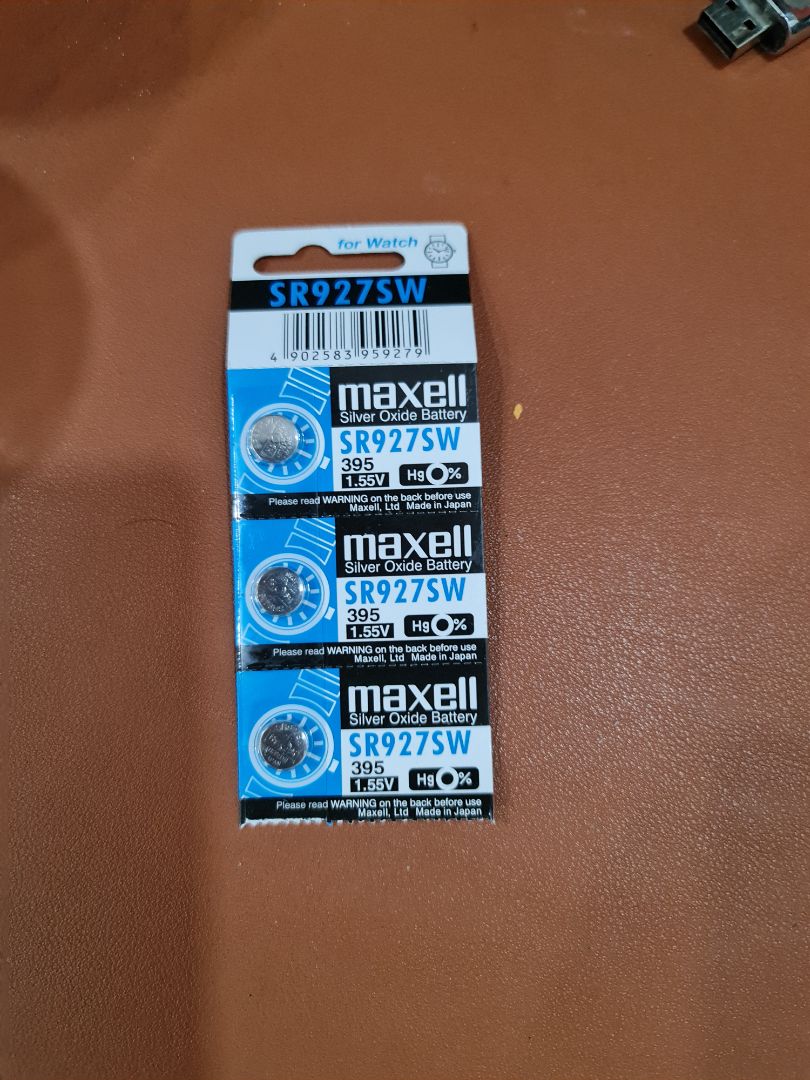 for Watch
SR927SW
4 902583 959279
maxell
Silver Oxide Battery
SR927SW
395
1.55V Hg 0%
Please read WARNING on the back before use
Maxell, Ltd Made in Japan
maxell
Silver Oxide Battery
SR927SW
395
1.55V Hg 0%
Please read WARNING on the back before use
Maxell, Ltd Made in Japan
maxell
Silver Oxide Battery
SR927SW
395
1.55V Hg 0%
Please read WARNING on the back before use
Maxell, Ltd Made in Japan